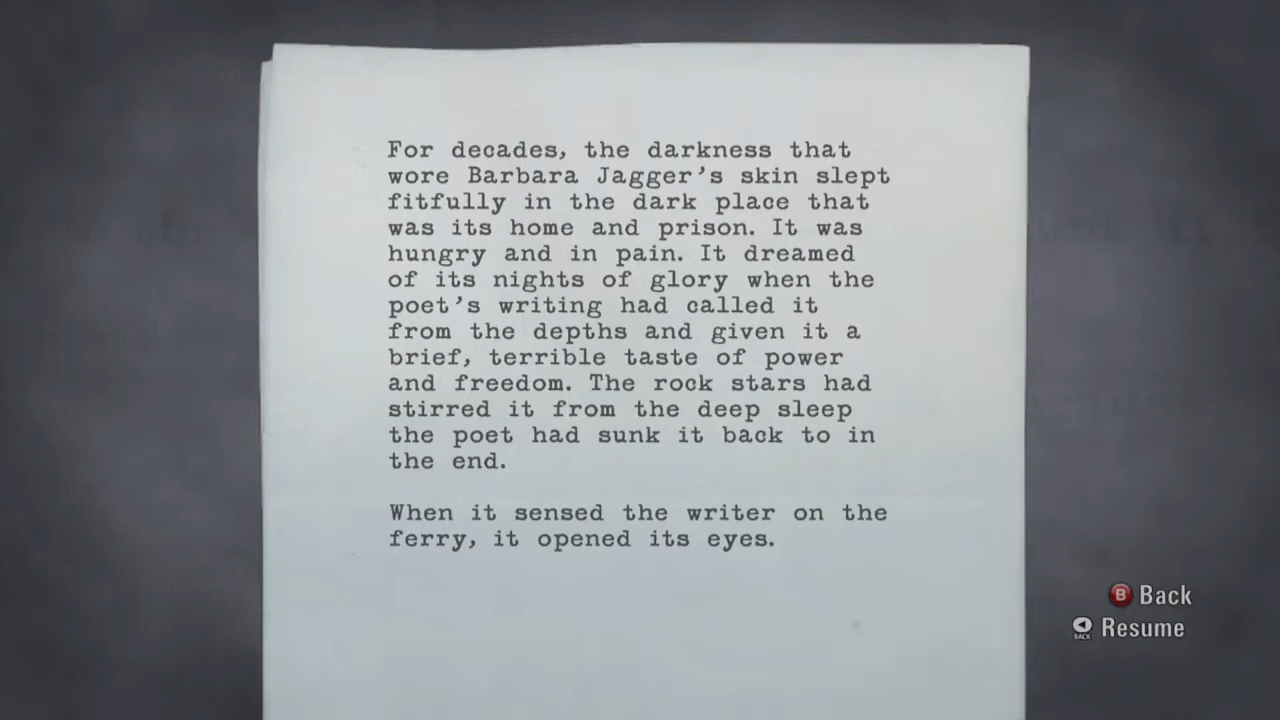 For decades, the darkness that
wore Barbara Jagger's skin slept
fitfully in the dark place that
was its home and prison. It was
hungry and in pain. It dreamed
of its nights of glory when the
poet's writing had called it
from the depths and given it a
brief, terrible taste of power
and freedom. The rock stars had
stirred it from the deep sleep
the poet had sunk it back to in
the end.
When it sensed the writer on the
ferry, it opened its eyes.
B Back
BACK Resume